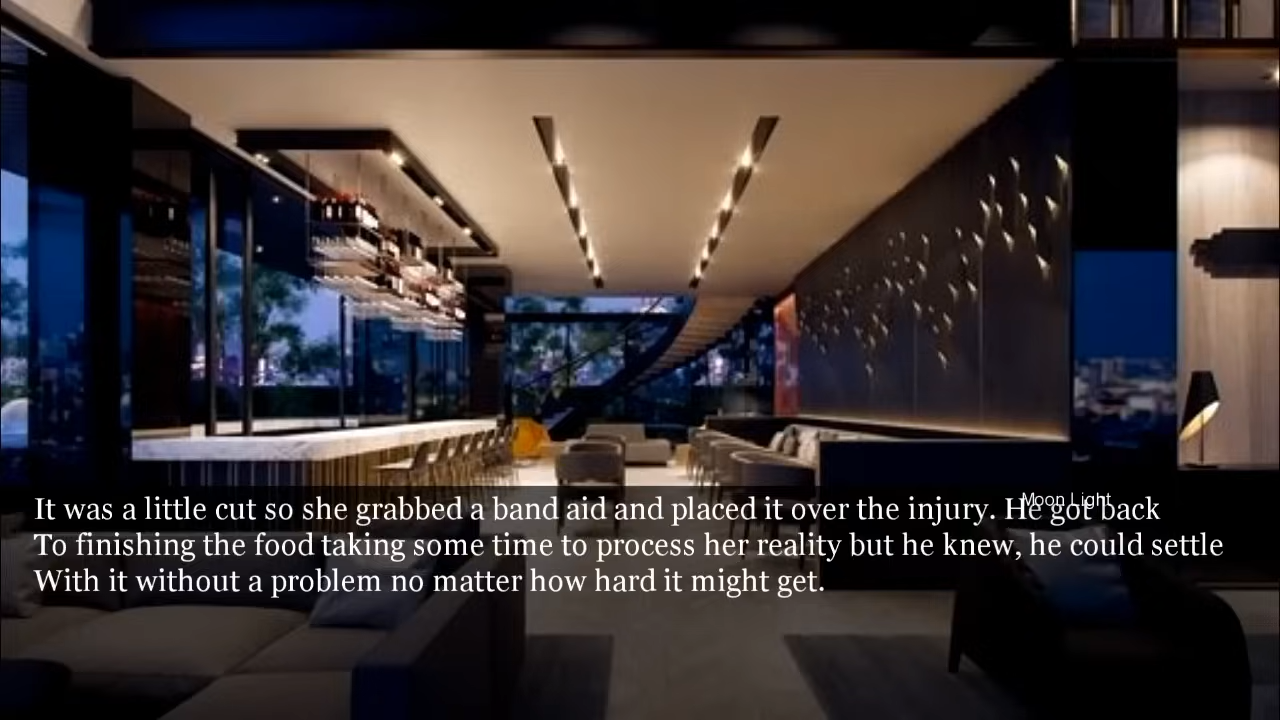 It was a little cut so she grabbed a band aid and placed it over the injury. He got back
To finishing the food taking some time to process her reality but he knew, he could settle
With it without a problem no matter how hard it might get.
Moon Light